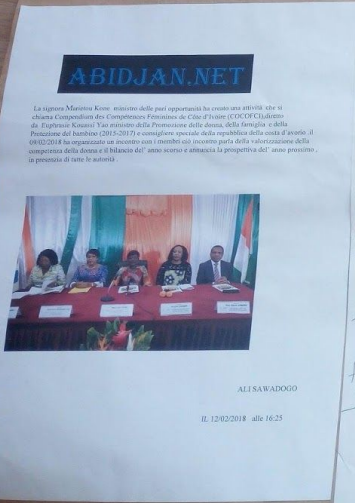 ABIDJAN.NET
La signora Mariatou Kone ministro della pari opportunità ha creato una attività che si
chiama Compendium des Competences Féminines de Côte d'Ivoire (COCOFCI),diretto
da Euphrasie Kouassi Yao ministro della Promozione delle donna, della famiglia e della
Protezione del bambino (2015-2017) e consigliere speciale della repubblica della costa d'avorio ,il
09/02/2018 ha organizzato un incontro con i membri ciò incontro parla della valorizzazione della
competenza della donna e il bilancio del' anno scorso e annuncia la prospettiva del' anno prossimo ,
in presenza di tutte le autorità .
ALI SAWADOGO
IL 12/02/2018 alle 16:25